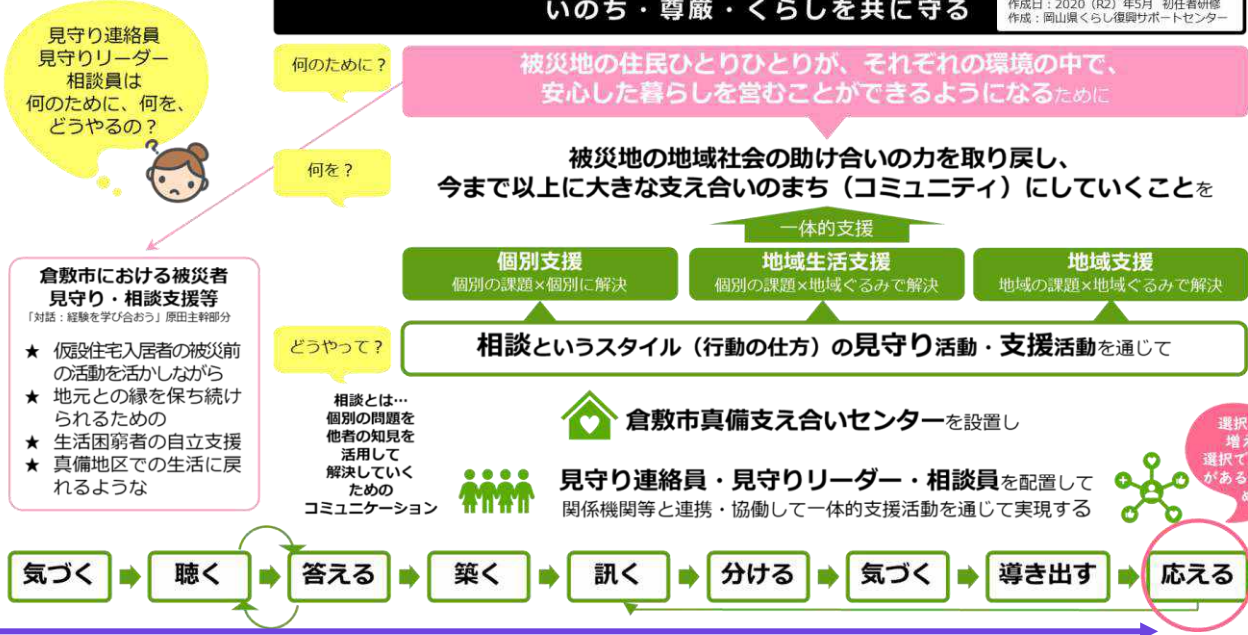 いのち・尊厳・くらしを共に守る
作成日：2020（R2）年5月 初任者研修
作成：岡山県くらし復興サポートセンター
見守り連絡員
見守りリーダー
相談員は
何のために、何を、
どうやるの？
何のために？
被災地の住民ひとりひとりが、それぞれの環境の中で、
安心した暮らしを営むことができるようになるために
何を？
被災地の地域社会の助け合いの力を取り戻し、
今まで以上に大きな支え合いのまち（コミュニティ）にしていくことを
一体的支援
個別支援
個別の課題×個別に解決
地域生活支援
個別の課題×地域ぐるみで解決
地域支援
地域の課題×地域ぐるみで解決
どうやって？
相談というスタイル（行動の仕方）の見守り活動・支援活動を通じて
倉敷市における被災者
見守り・相談支援等
「対話：経験を学び合おう」原田主幹部分
★ 仮設住宅入居者の被災前
の活動を活かしながら
★ 地元との縁を保ち続け
られるための
★ 生活困窮者の自立支援
★ 真備地区での生活に戻
れるような
相談とは…
個別の問題を
他者の知見を
活用して
解決していく
ための
コミュニケーション
倉敷市真備支え合いセンターを設置し
見守り連絡員・見守りリーダー・相談員を配置して
関係機関等と連携・協働して一体的支援活動を通じて実現する
選択
増え
選択で
がある
め
気づく
聴く
答える
築く
訊く
分ける
気づく
導き出す
応える